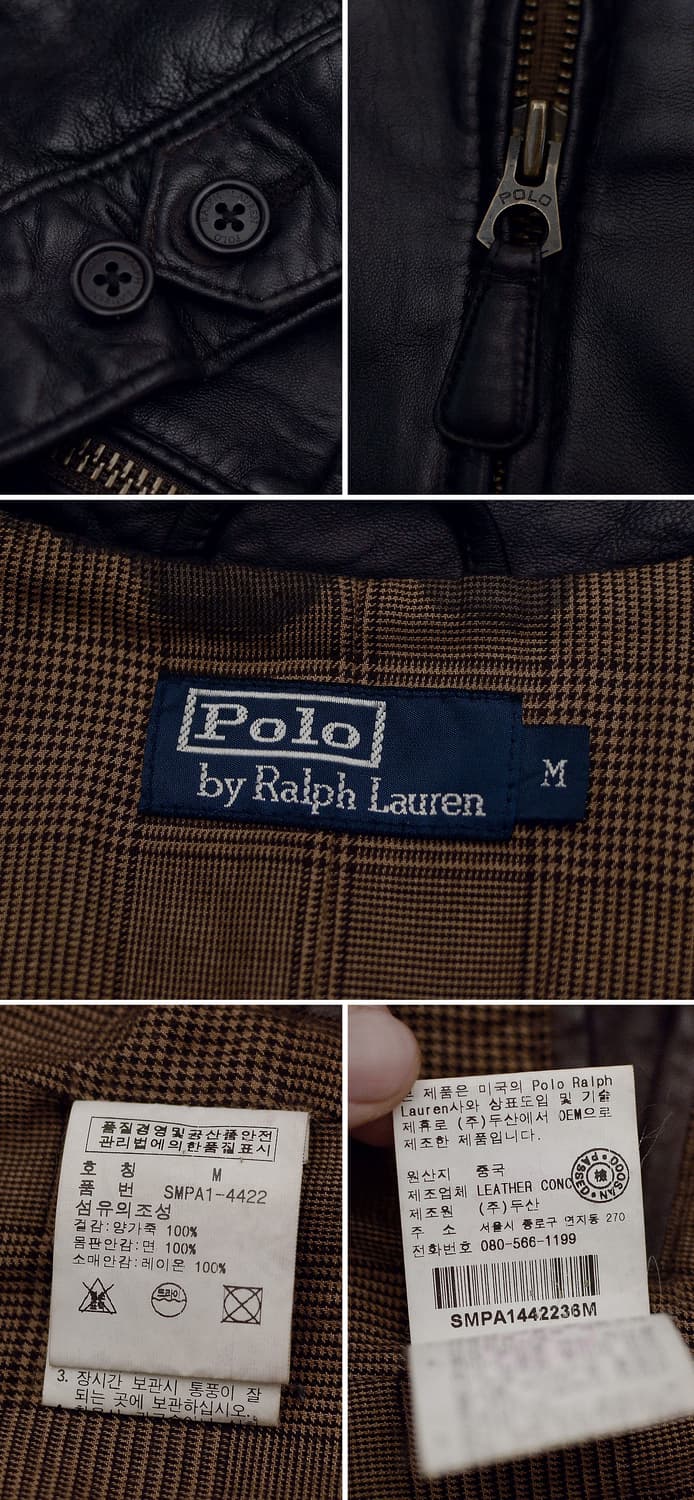 POLO
POLO
Polo
by Ralph Lauren
M
품질경영및공산품안전
관리법에의한품질표시
호 칭 M
품 번 SMPA1-4422
섬유의조성
겉감:양가죽 100%
몸판안감:면 100%
소매안감:레이온 100%
드라이
3. 장시간 보관시 통풍이 잘
되는 곳에 보관하십시오.
본 제품은 미국의 Polo Ralph
Lauren사와 상표도입 및 기술
제휴로 (주)두산에서 OEM으로
제조한 제품입니다.
원산지 중국
제조업체 LEATHER CONC
제조원 (주)두산
주 소 서울시 종로구 연지동 270
전화번호 080-566-1199
DOOSAN PASSED
檢
SMPA1442236M